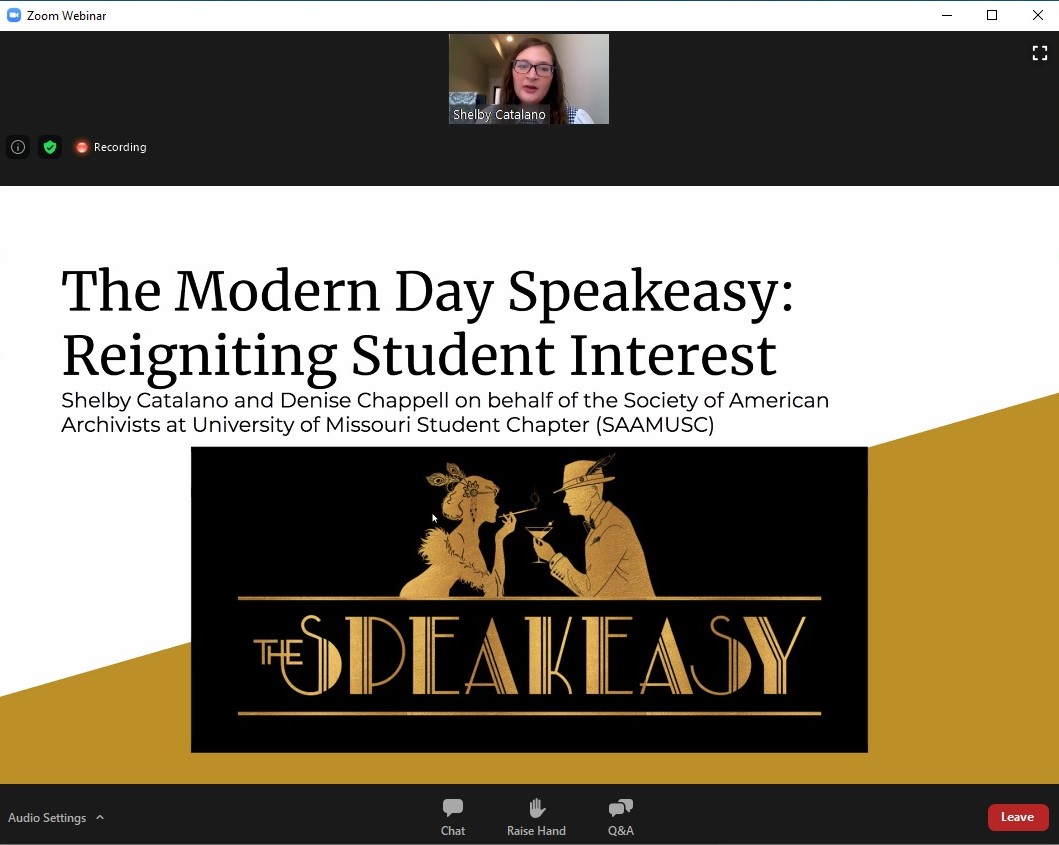 Zoom Webinar
Shelby Catalano
Recording
The Modern Day Speakeasy:
Reigniting Student Interest
Shelby Catalano and Denise Chappell on behalf of the Society of American
Archivists at University of Missouri Student Chapter (SAAMUSC)
THE SPEAKEASY
Audio Settings
Chat
Raise Hand
Q&A
Leave